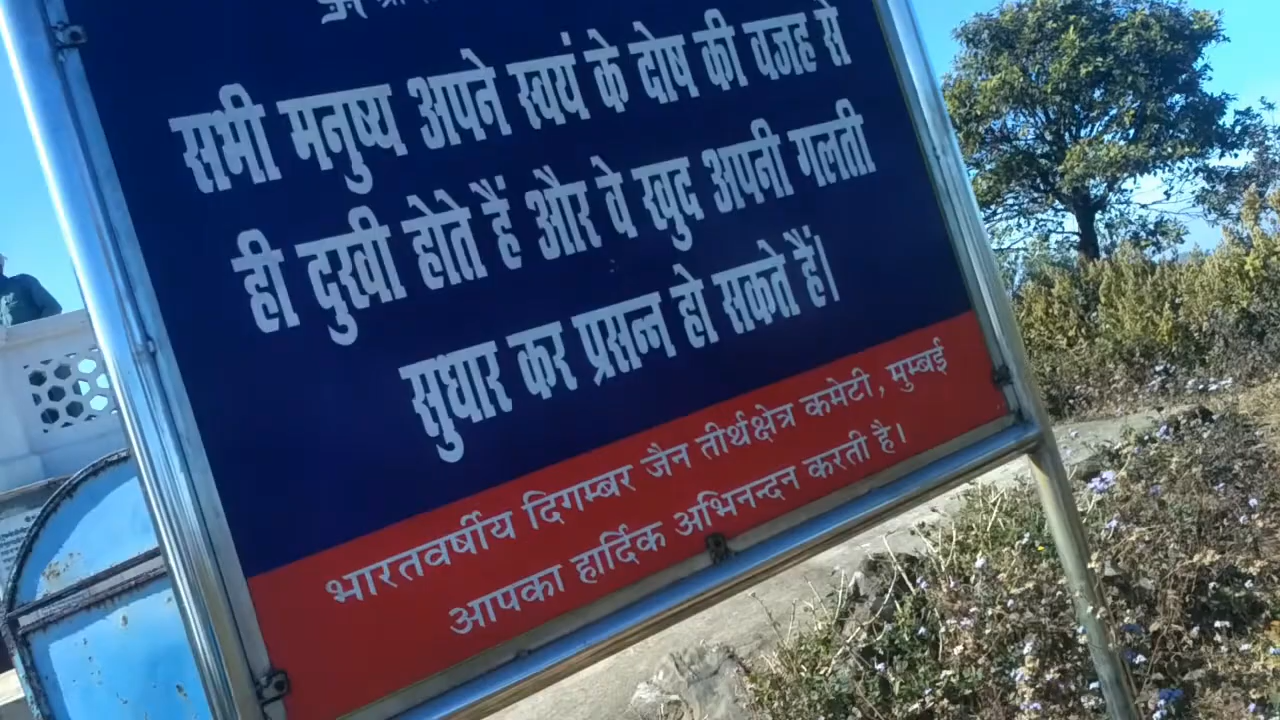 सभी मनुष्य अपने स्वयं के दोष की वजह से
ही दुखी होते हैं और वे खुद अपनी गलती
सुधार कर प्रसन्न हो सकते हैं।
भारतवर्षीय दिगम्बर जैन तीर्थक्षेत्र कमेटी, मुम्बई
आपका हार्दिक अभिनन्दन करती है।